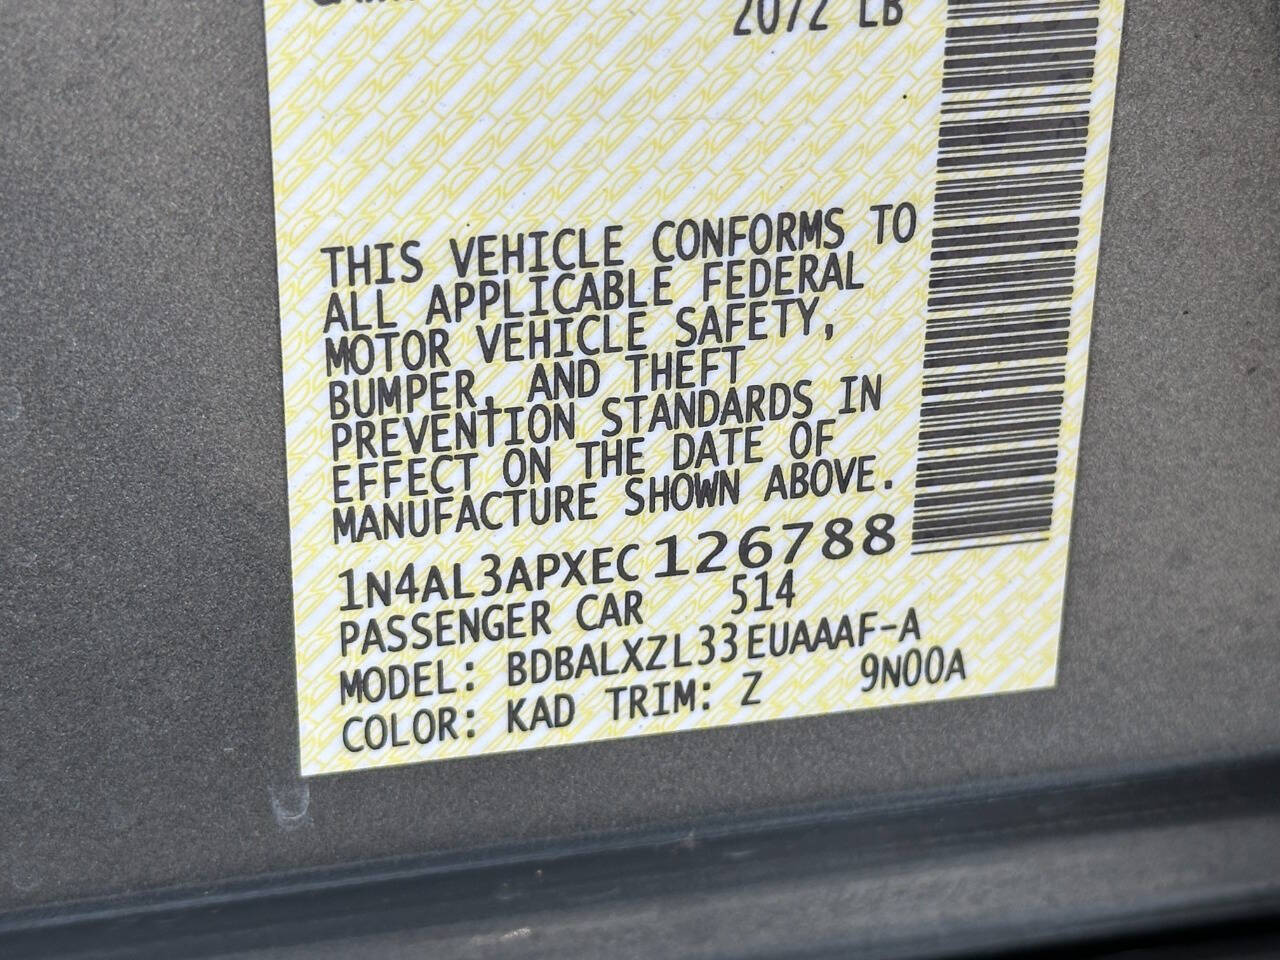 2072 LB
THIS VEHICLE CONFORMS TO
ALL APPLICABLE FEDERAL
MOTOR VEHICLE SAFETY,
BUMPER, AND THEFT
PREVENTION STANDARDS IN
EFFECT ON THE DATE OF
MANUFACTURE SHOWN ABOVE.
1N4AL3APXEC126788
PASSENGER CAR 514
MODEL: BDBALXZL33EUAAAF-A
COLOR: KAD TRIM: Z 9N00A